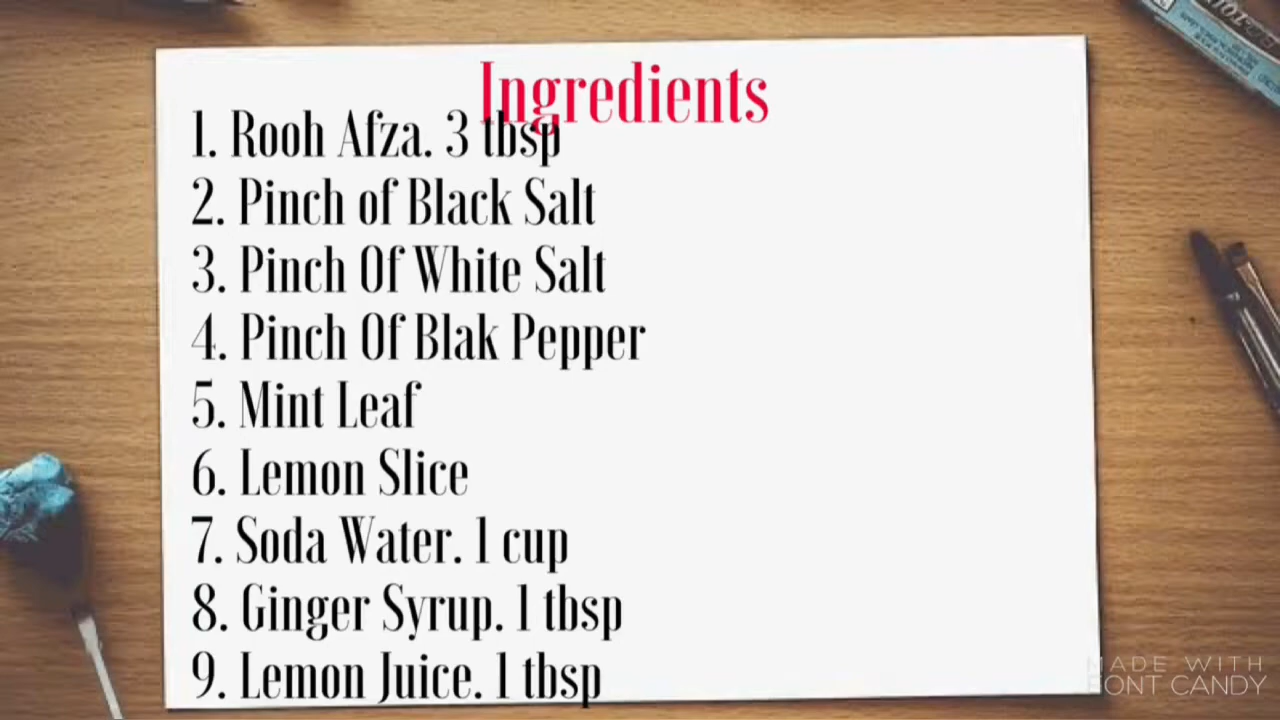 Ingredients
1. Rooh Afza. 3 tbsp
2. Pinch of Black Salt
3. Pinch Of White Salt
4. Pinch Of Blak Pepper
5. Mint Leaf
6. Lemon Slice
7. Soda Water. 1 cup
8. Ginger Syrup. 1 tbsp
9. Lemon Juice. 1 tbsp
MADE WITH
FONT CANDY